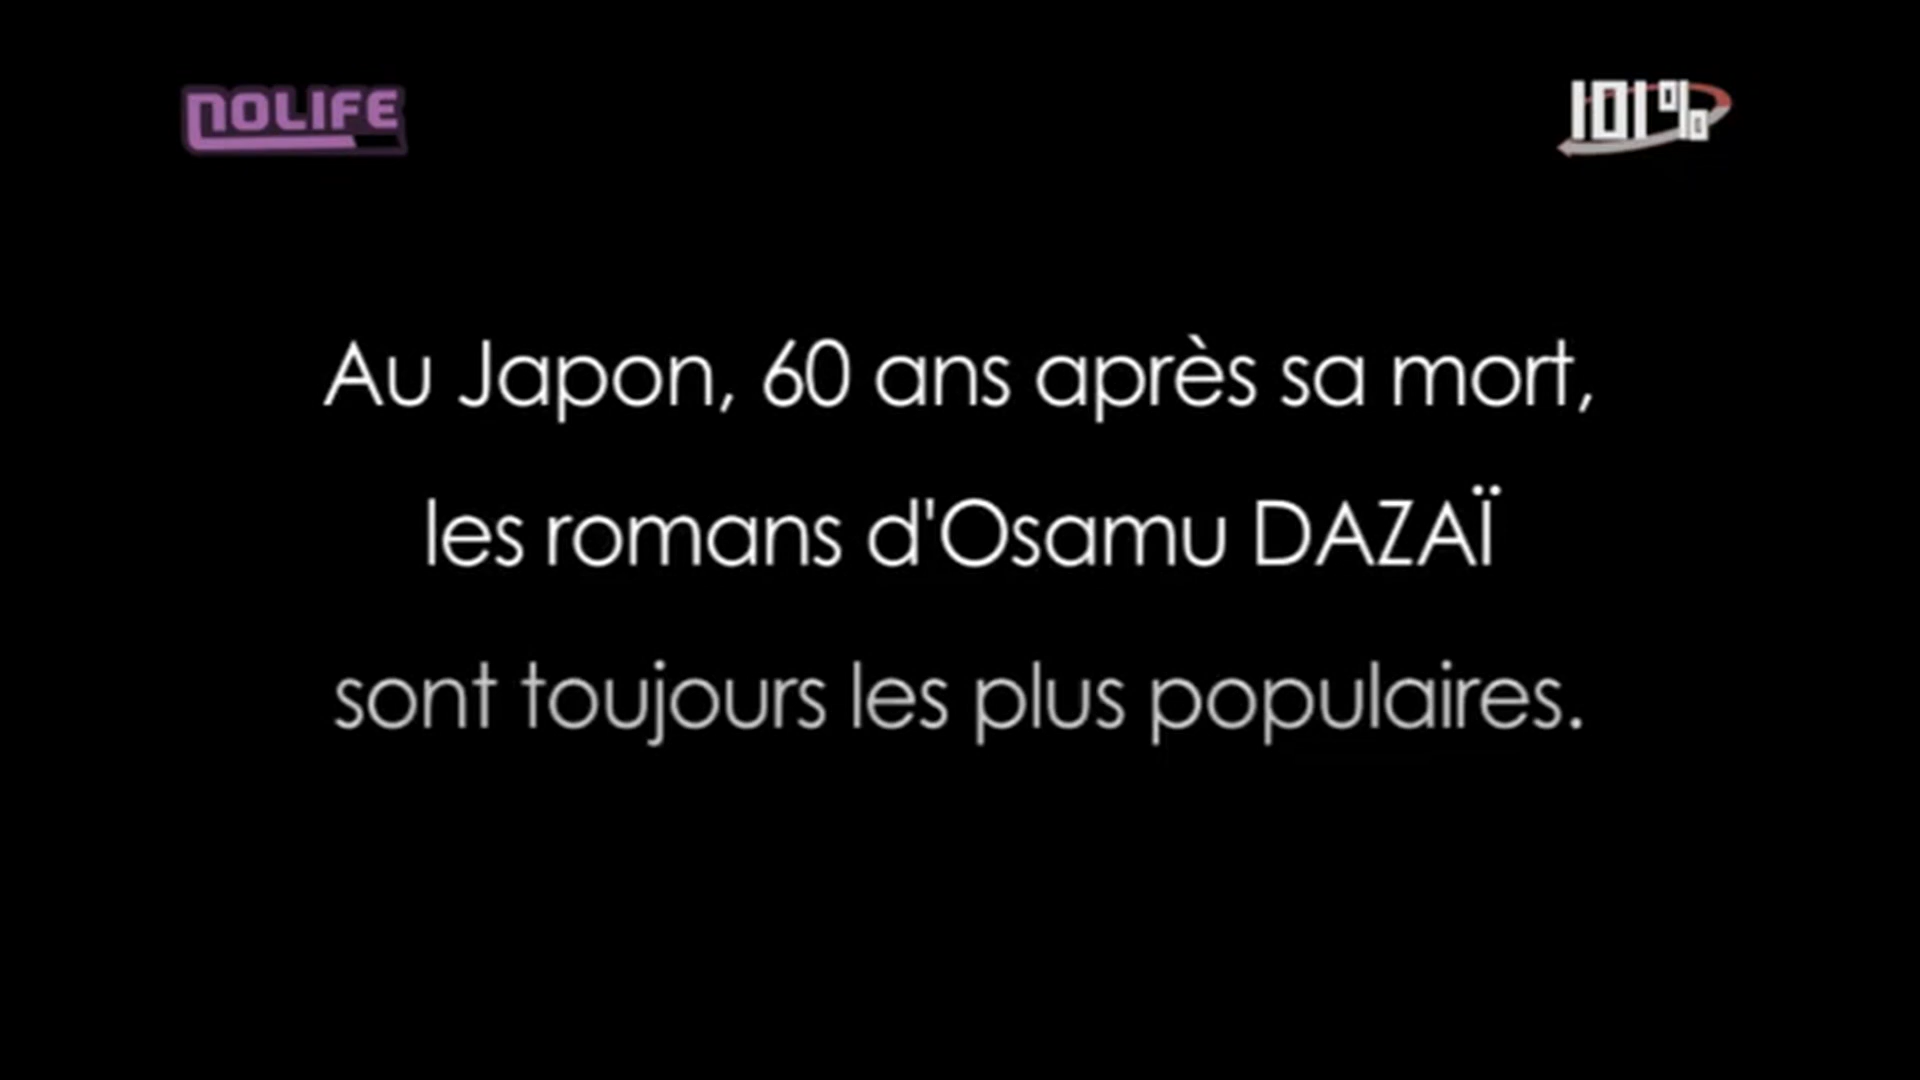 NOLIFE
101%
Au Japon, 60 ans après sa mort,
les romans d'Osamu DAZAÏ
sont toujours les plus populaires.